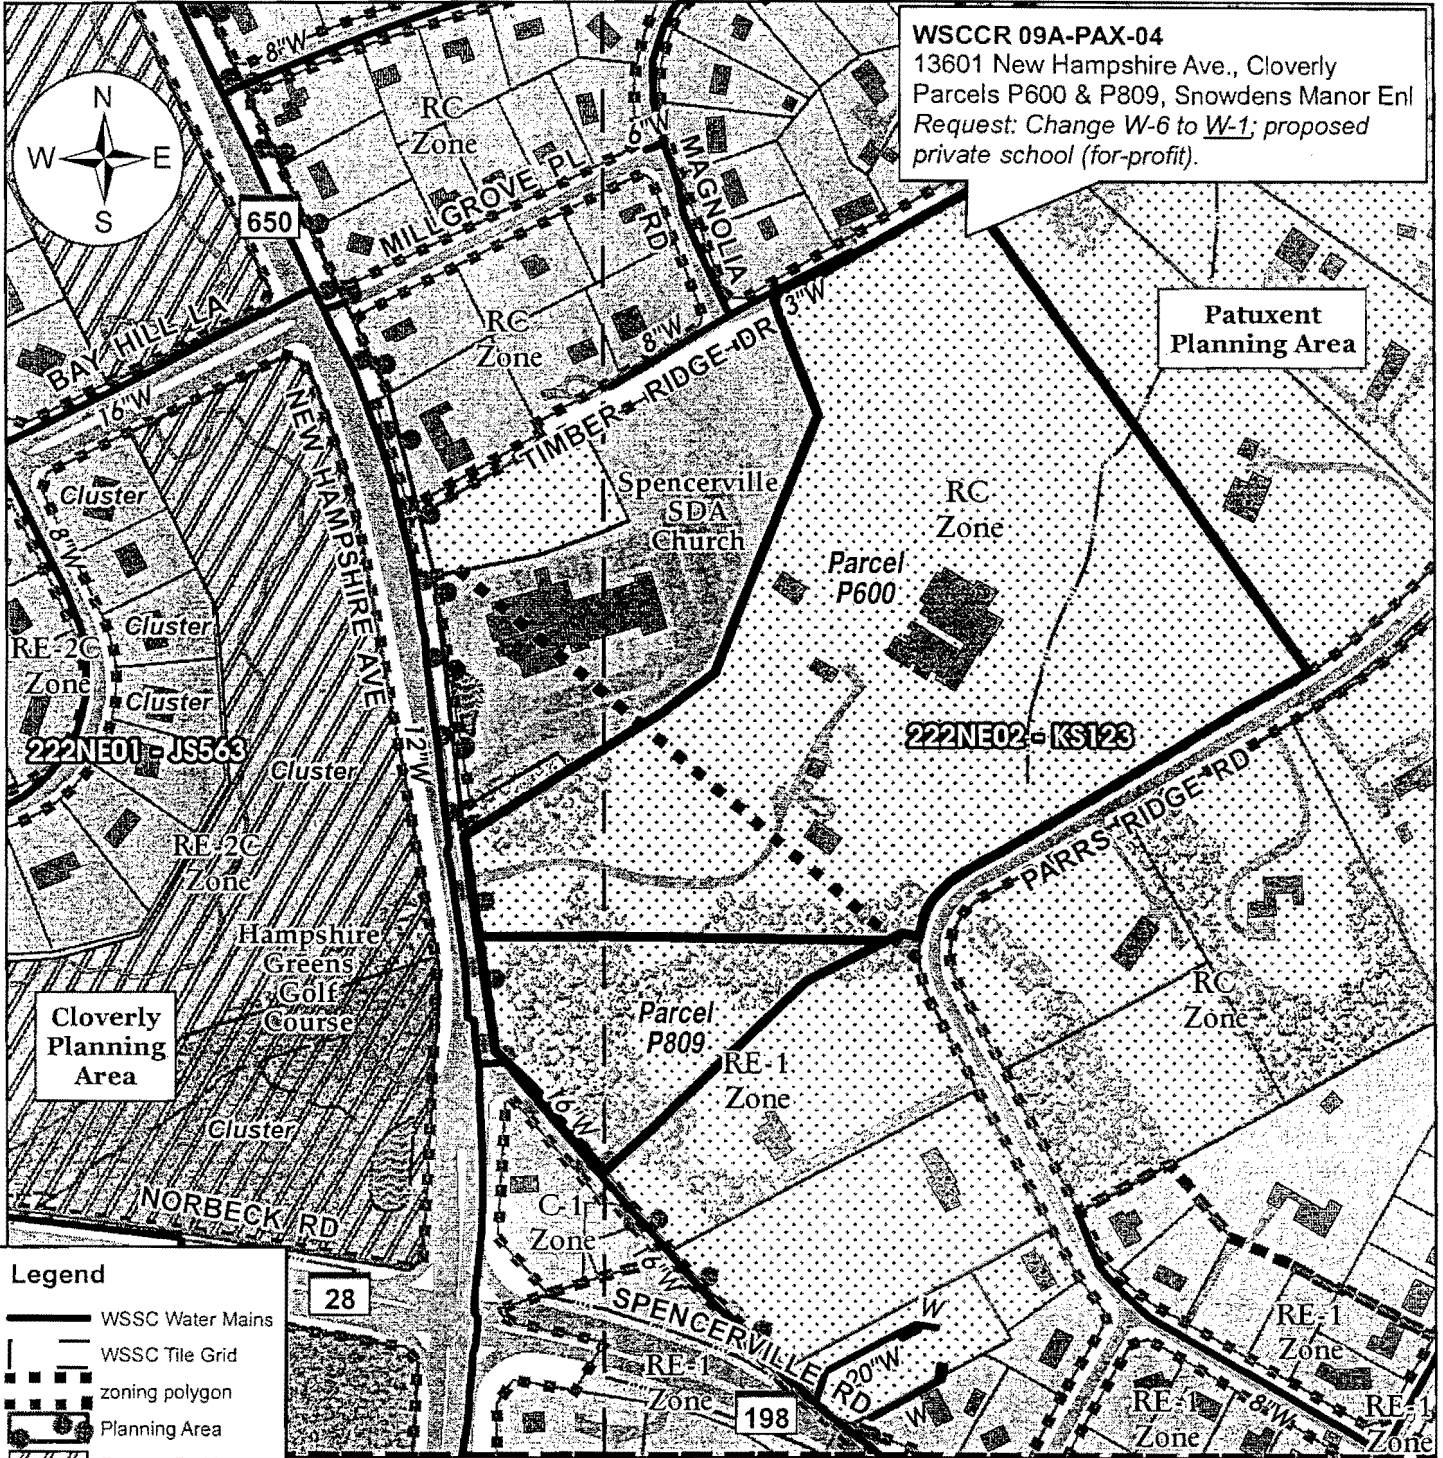 WSCCR 09A-PAX-04
13601 New Hampshire Ave., Cloverly
Parcels P600 & P809, Snowdens Manor Enl
Request: Change W-6 to W-1; proposed
private school (for-profit).
8"W
N
W E
S
RC
Zone
6"W
MAGNOLIA
RD
MILLGROVE PL
650
BAY HILL LA
16"W
RC
Zone
8"W
3"W
TIMBER RIDGE DR
Patuxent
Planning Area
NEW HAMPSHIRE AVE
Cluster
8"W
Spencerville
SDA
Church
RC
Zone
Parcel
P600
Cluster
RE-2C
Zone
Cluster
222NE01 - JS563
Cluster
12"W
222NE02 - KS123
PARRS RIDGE RD
RE-2C
Zone
Hampshire
Greens
Golf
Course
Cloverly
Planning
Area
Parcel
P809
RE-1
Zone
RC
Zone
16"W
Cluster
NORBECK RD
C-1
Zone
16"W
28
SPENCERVILLE RD
W
20"W
W
RE-1
Zone
198
RE-1
Zone
RE-1
Zone
8"W
RE-1
Zone
Legend
WSSC Water Mains
WSSC Tile Grid
zoning polygon
Planning Area